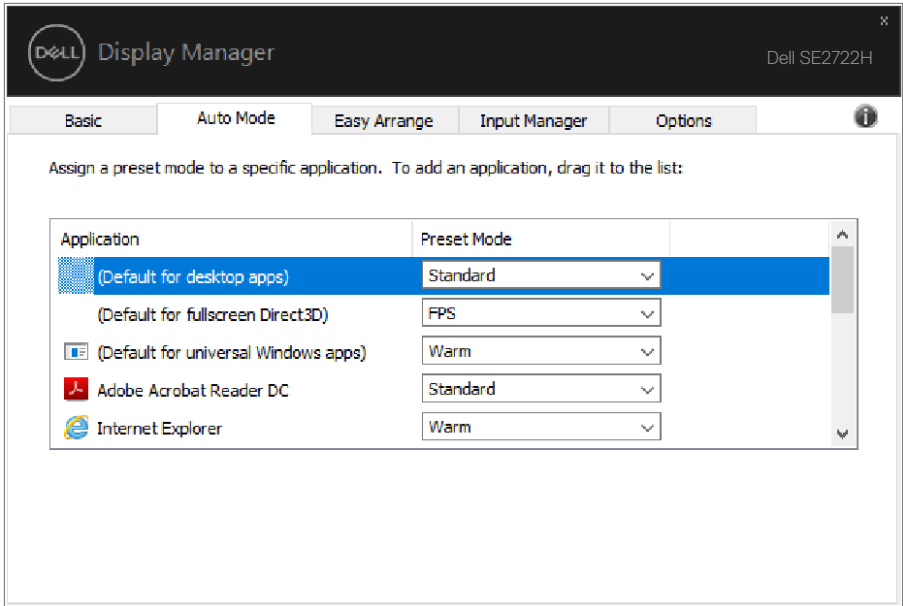 x
DELL Display Manager
Dell SE2722H
Basic Auto Mode Easy Arrange Input Manager Options
Assign a preset mode to a specific application. To add an application, drag it to the list:
Application Preset Mode
(Default for desktop apps) Standard
(Default for fullscreen Direct3D) FPS
(Default for universal Windows apps) Warm
Adobe Acrobat Reader DC Standard
Internet Explorer Warm